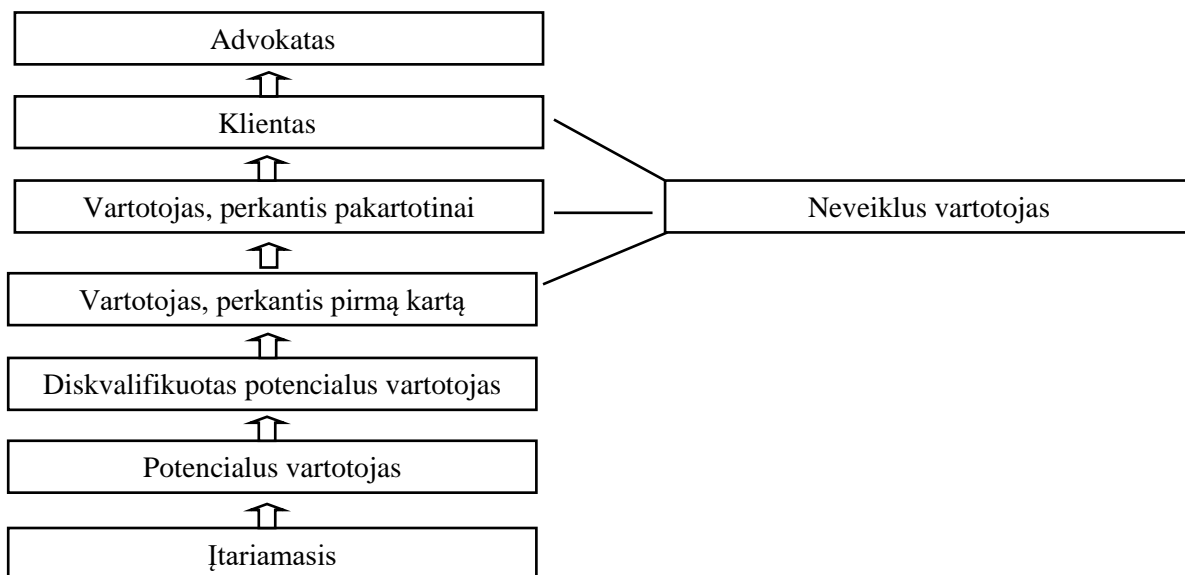 Advokatas
Klientas
Vartotojas, perkantis pakartotinai
Neveiklus vartotojas
Vartotojas, perkantis pirmą kartą
Diskvalifikuotas potencialus vartotojas
Potencialus vartotojas
Įtariamasis